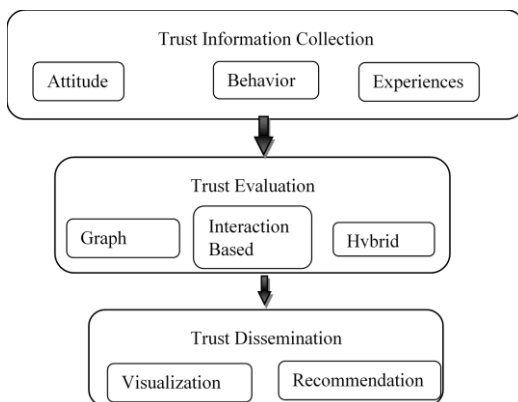 Trust Information Collection
Attitude
Behavior
Experiences
Trust Evaluation
Graph
Interaction
Based
Hvbrid
Trust Dissemination
Visualization
Recommendation